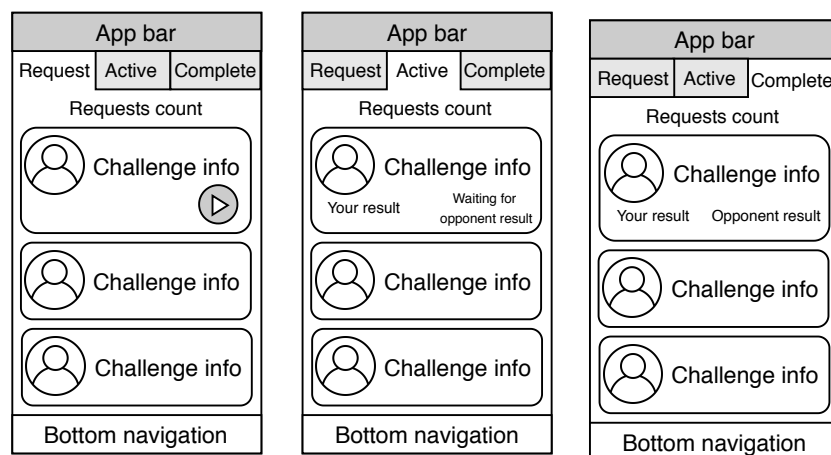 App bar
Request Active Complete
Requests count
Challenge info
Challenge info
Challenge info
Bottom navigation
App bar
Request Active Complete
Requests count
Challenge info
Your result
Waiting for
opponent result
Challenge info
Challenge info
Bottom navigation
App bar
Request Active Complete
Requests count
Challenge info
Your result Opponent result
Challenge info
Challenge info
Bottom navigation